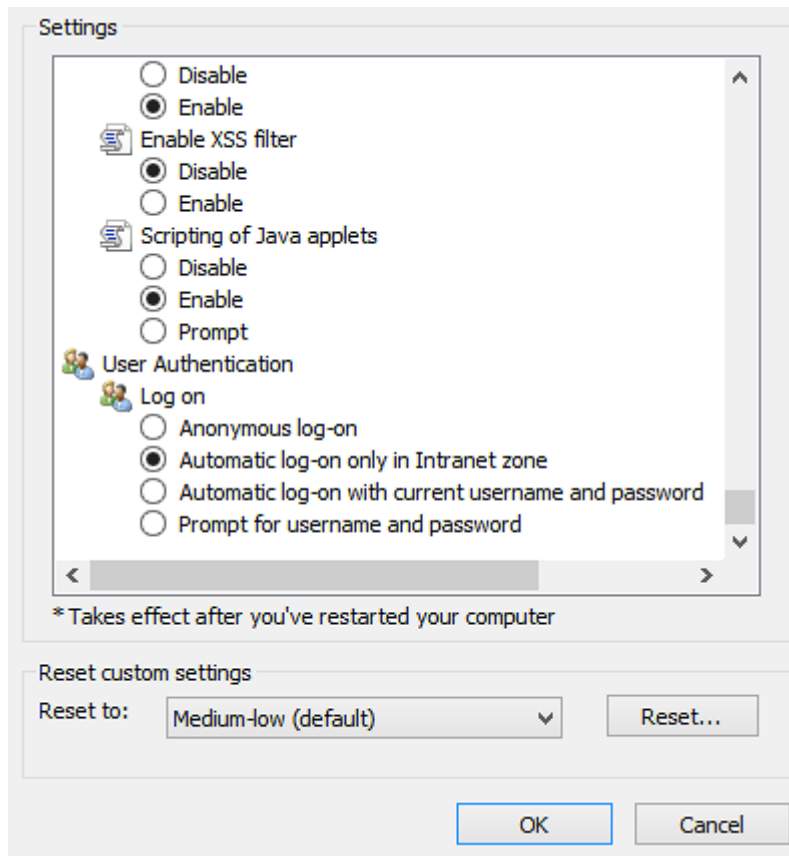 Settings
Disable
Enable
Enable XSS filter
Disable
Enable
Scripting of Java applets
Disable
Enable
Prompt
User Authentication
Log on
Anonymous log-on
Automatic log-on only in Intranet zone
Automatic log-on with current username and password
Prompt for username and password
* Takes effect after you've restarted your computer
Reset custom settings
Reset to: Medium-low (default) Reset...
OK Cancel